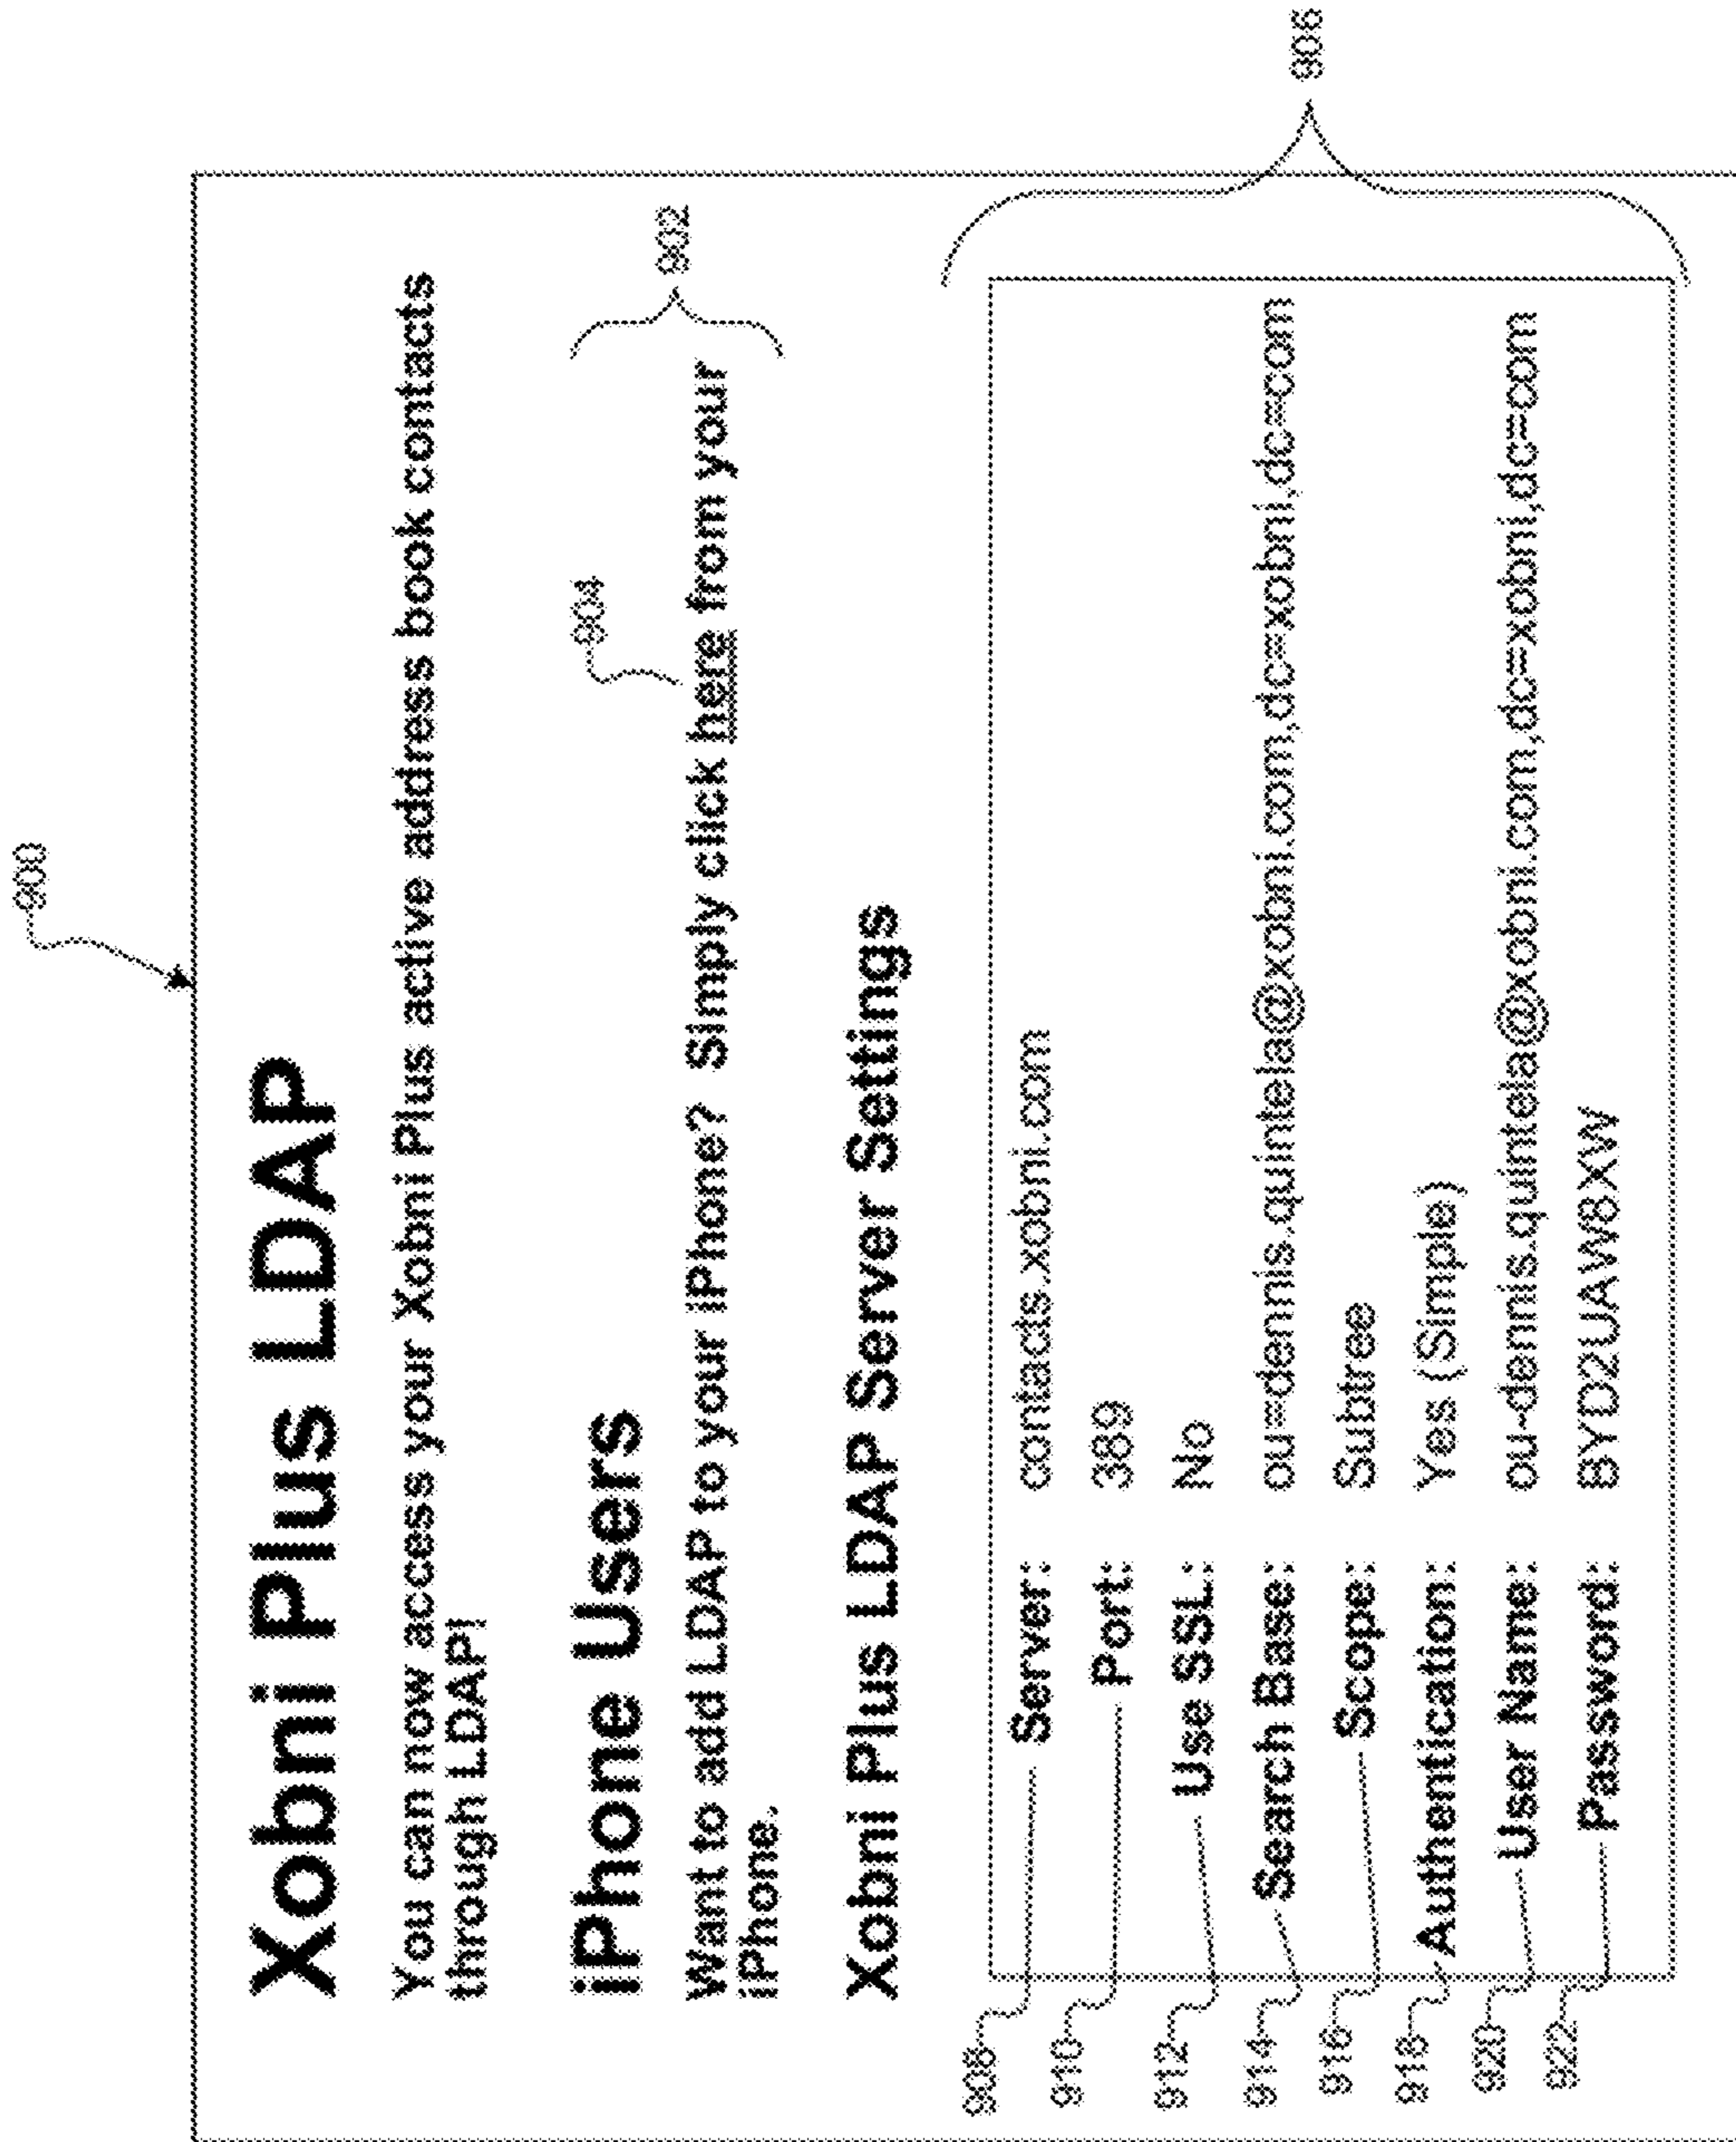 900
Xobni Plus LDAP
You can now access your Xobni Plus active address book contacts
through LDAP!
iPhone Users
904
Want to add LDAP to your iPhone?  Simply click here from your
iPhone.
902
Xobni Plus LDAP Server Settings
906
908 Server: contacts.xobni.com
910 Port: 389
912 Use SSL: No
914 Search Base: ou=dennis.quintela@xobni.com,dc=xobni,dc=com
916 Scope: Subtree
918 Authentication: Yes (Simple)
920 User Name: ou-dennis.quintela@xobni.com,dc=xobni,dc=com
922 Password: BYD2UAW8XW